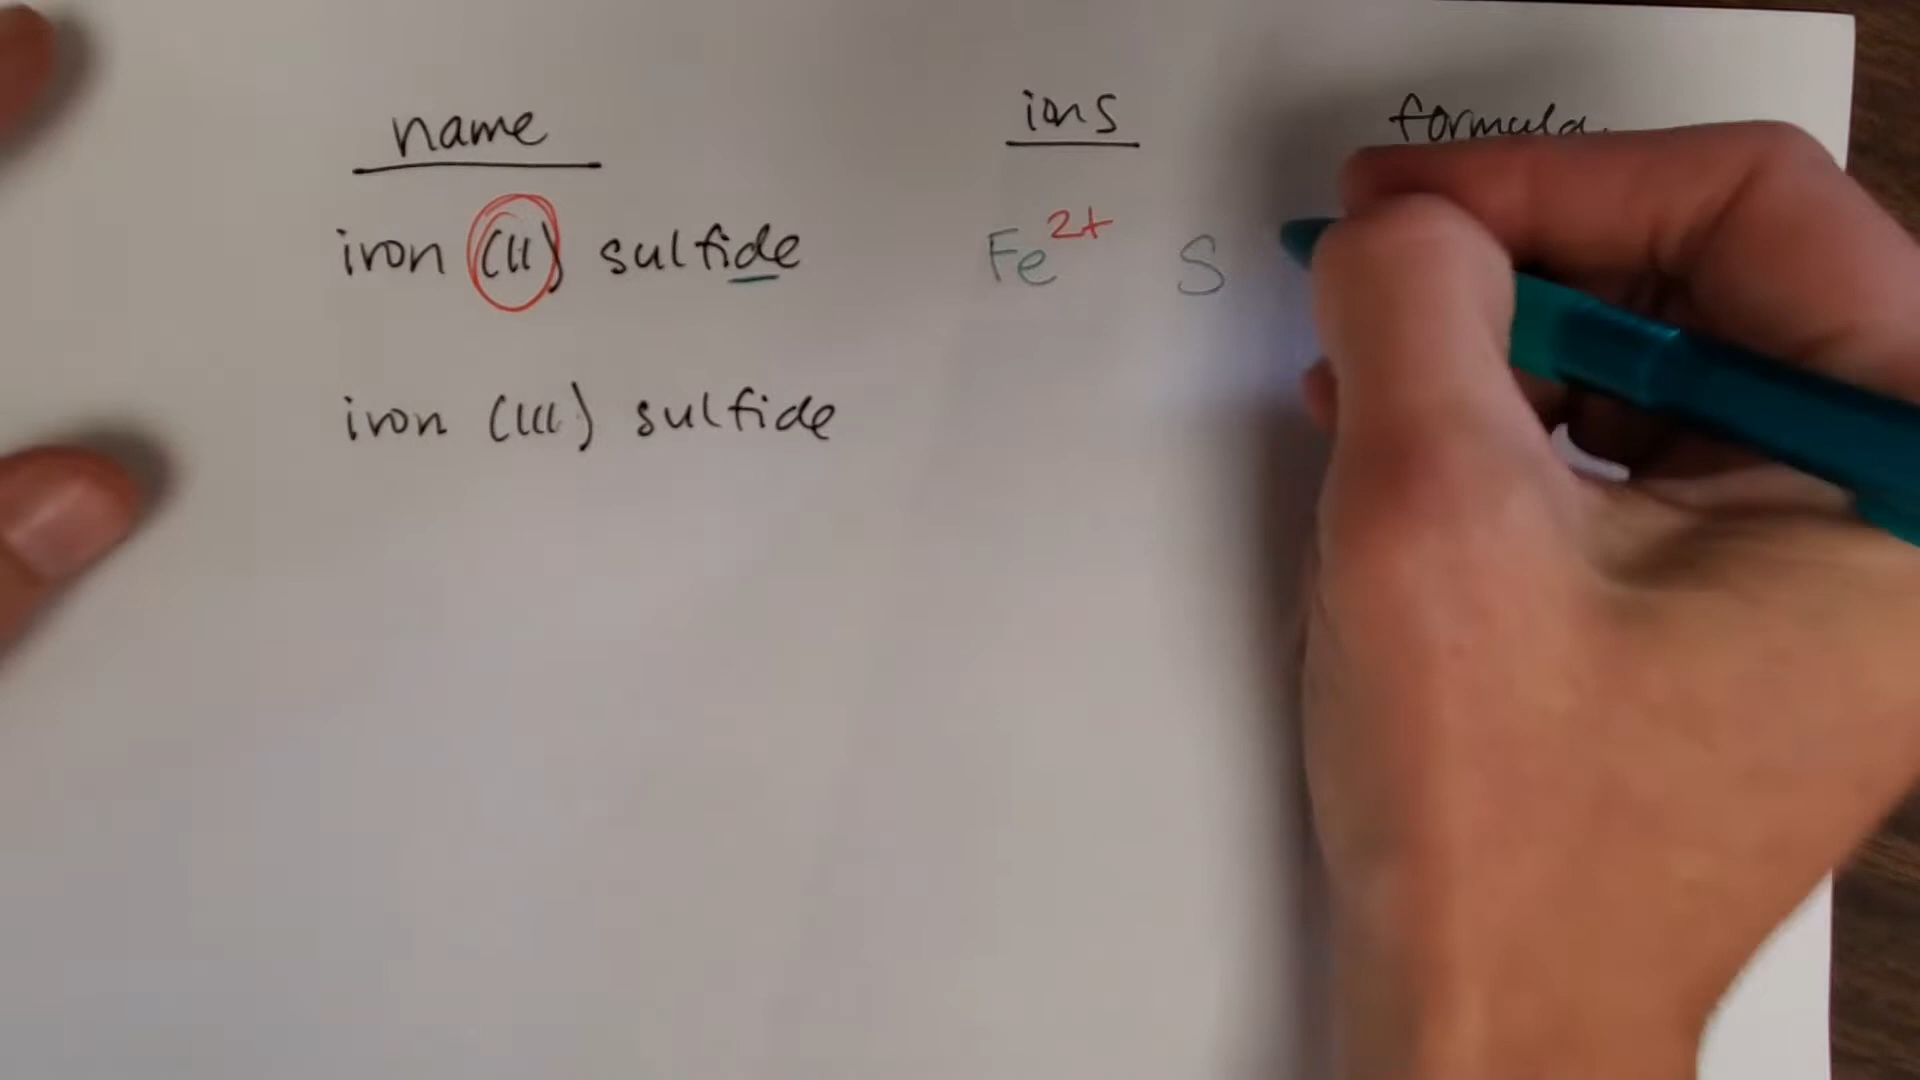 name ions formula
iron (II) sulfide Fe²⁺ S
iron (III) sulfide